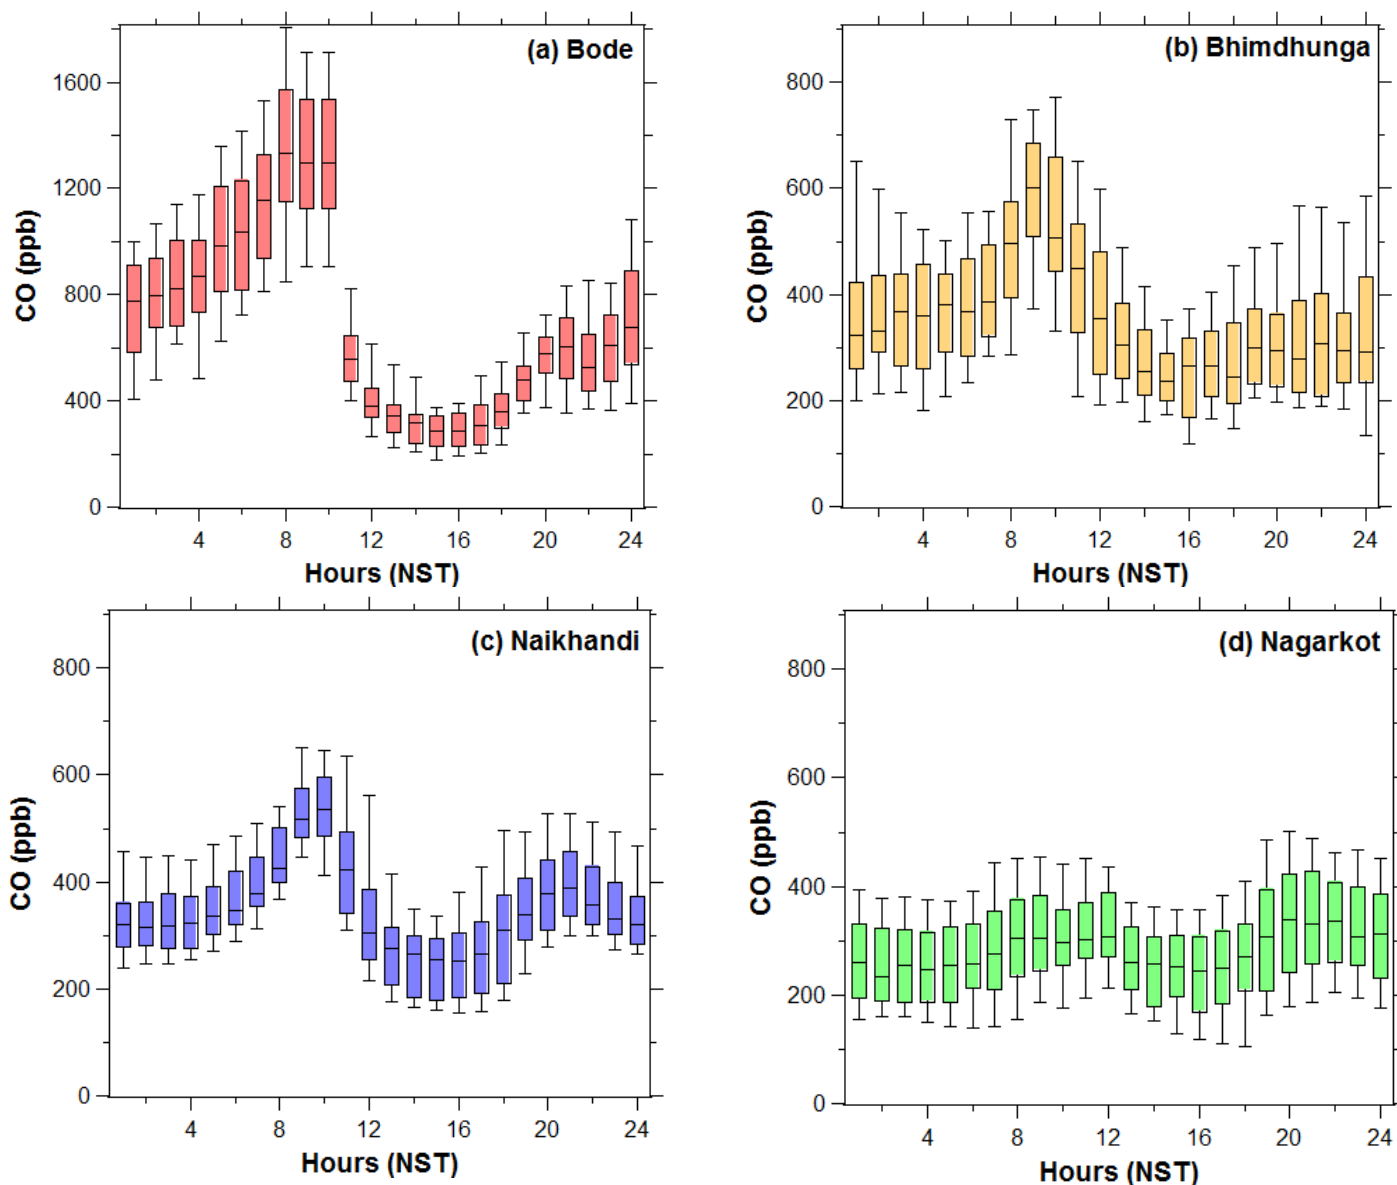 (a) Bode
CO (ppb)
1600
1200
800
400
0
4 8 12 16 20 24
Hours (NST)
(b) Bhimdhunga
CO (ppb)
800
600
400
200
0
4 8 12 16 20 24
Hours (NST)
(c) Naikhandi
CO (ppb)
800
600
400
200
0
4 8 12 16 20 24
Hours (NST)
(d) Nagarkot
CO (ppb)
800
600
400
200
0
4 8 12 16 20 24
Hours (NST)